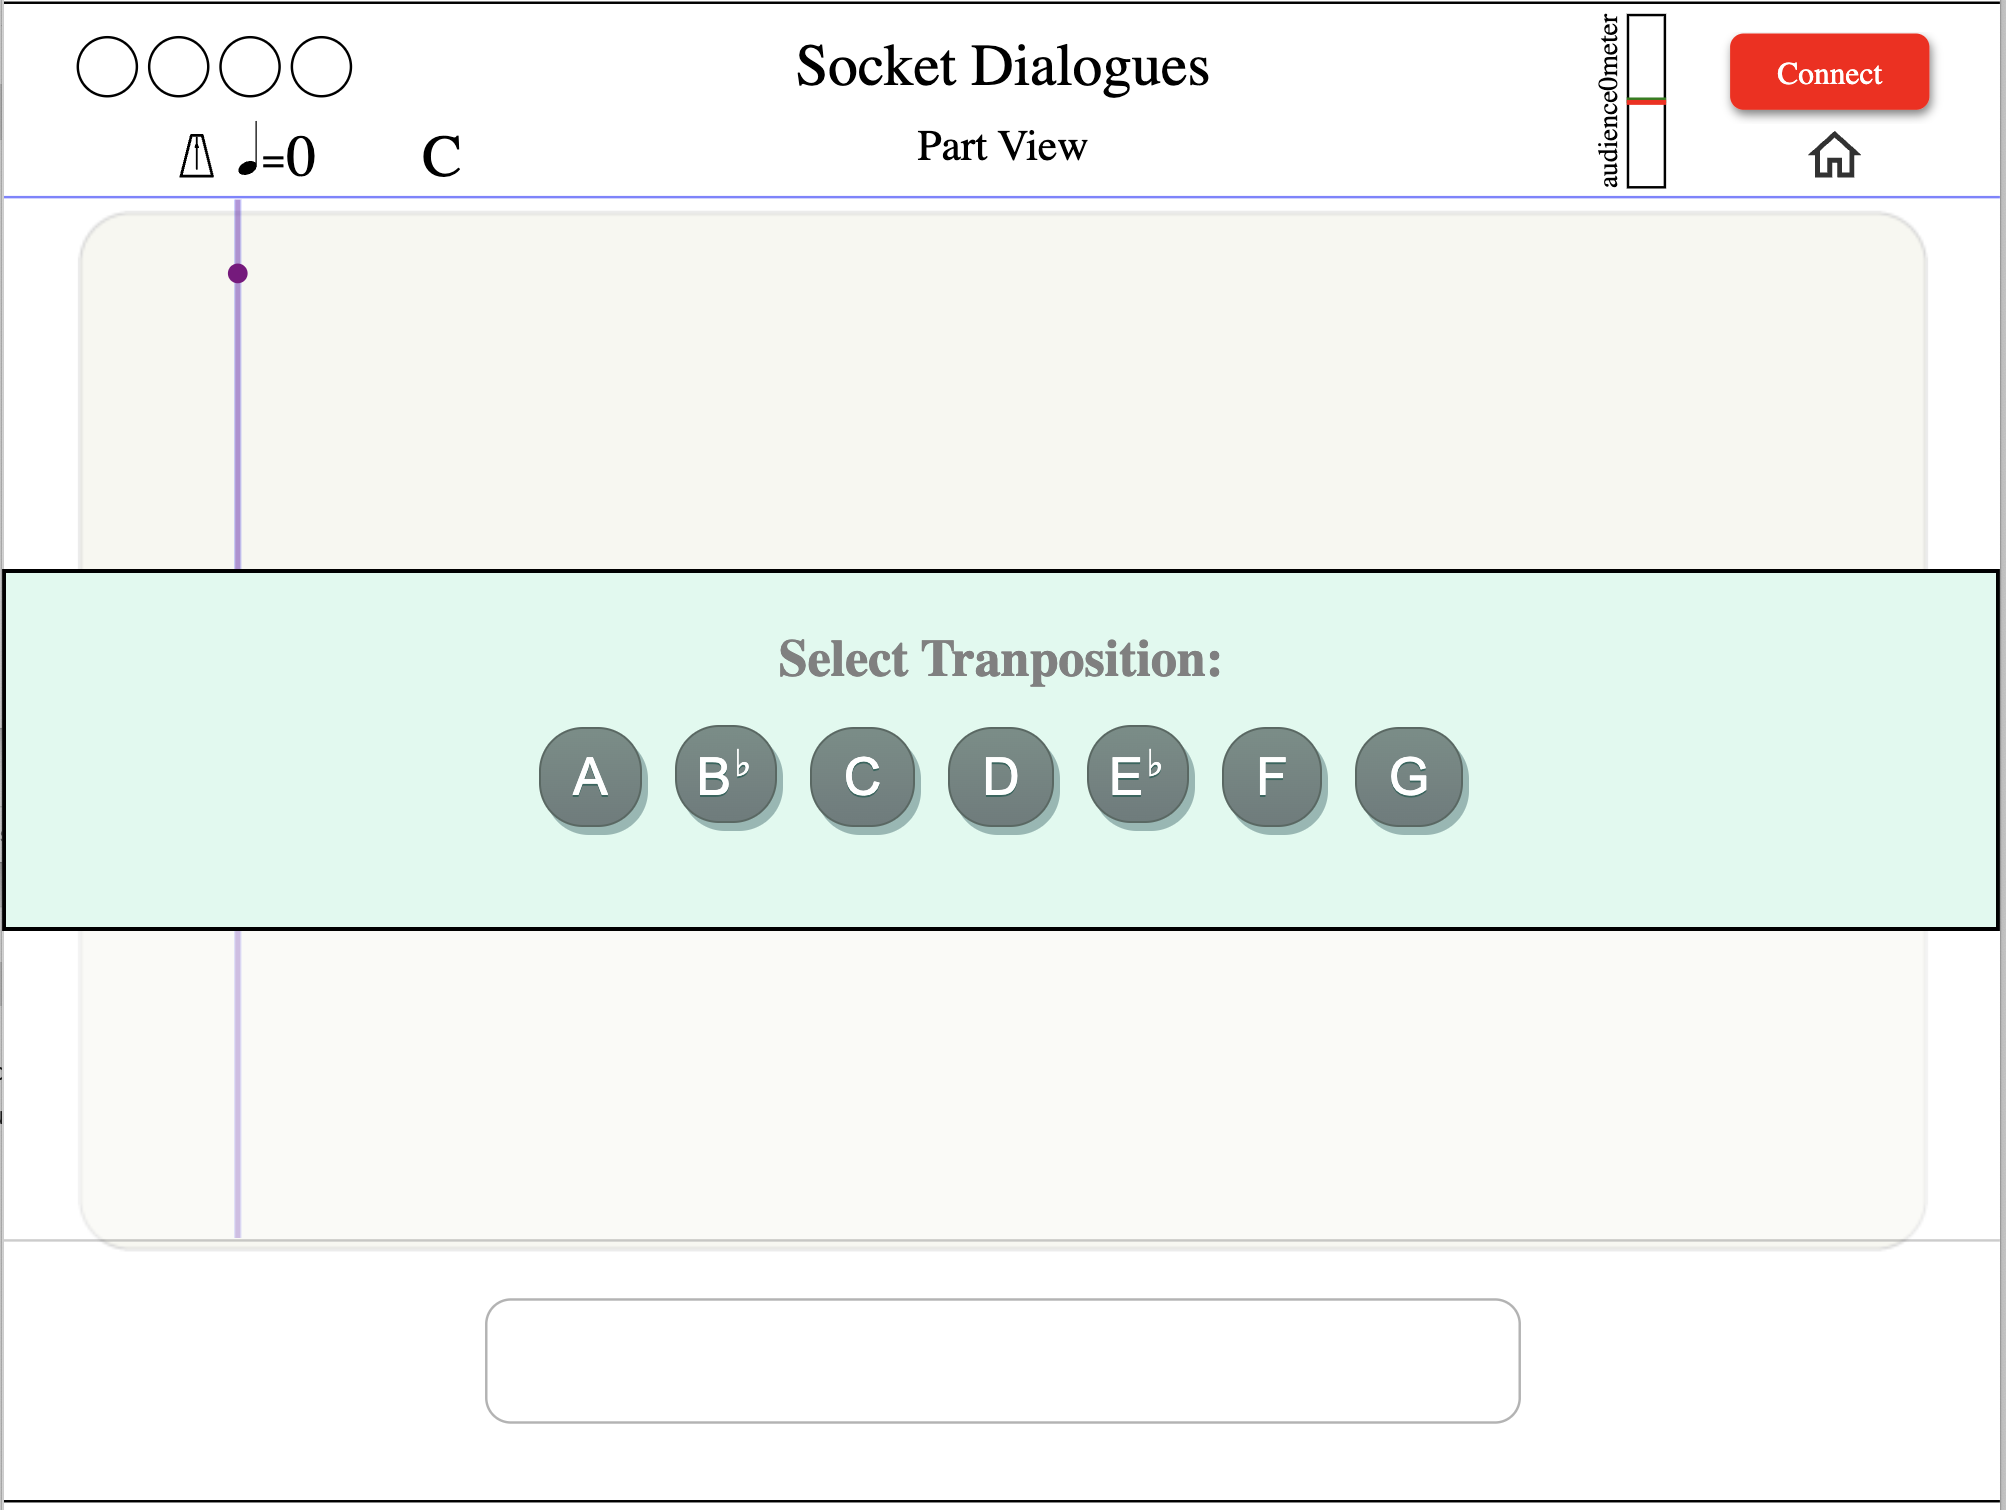 Socket Dialogues
Part View
♩=0
C
audience0meter
Connect
Select Tranposition:
A B♭ C D E♭ F G